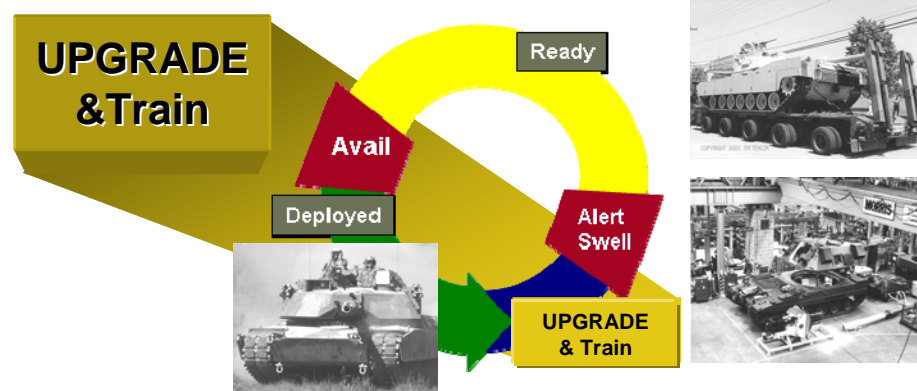 UPGRADE
&Train
Ready
Avail
Deployed
Alert
Swell
UPGRADE
& Train
MORRIS